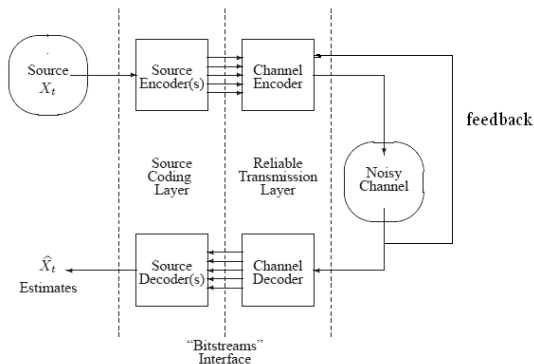 Source
X_t
Source
Encoder(s)
Channel
Encoder
feedback
Source
Coding
Layer
Reliable
Transmission
Layer
Noisy
Channel
X̂_t
Estimates
Source
Decoder(s)
Channel
Decoder
“Bitstreams”
Interface